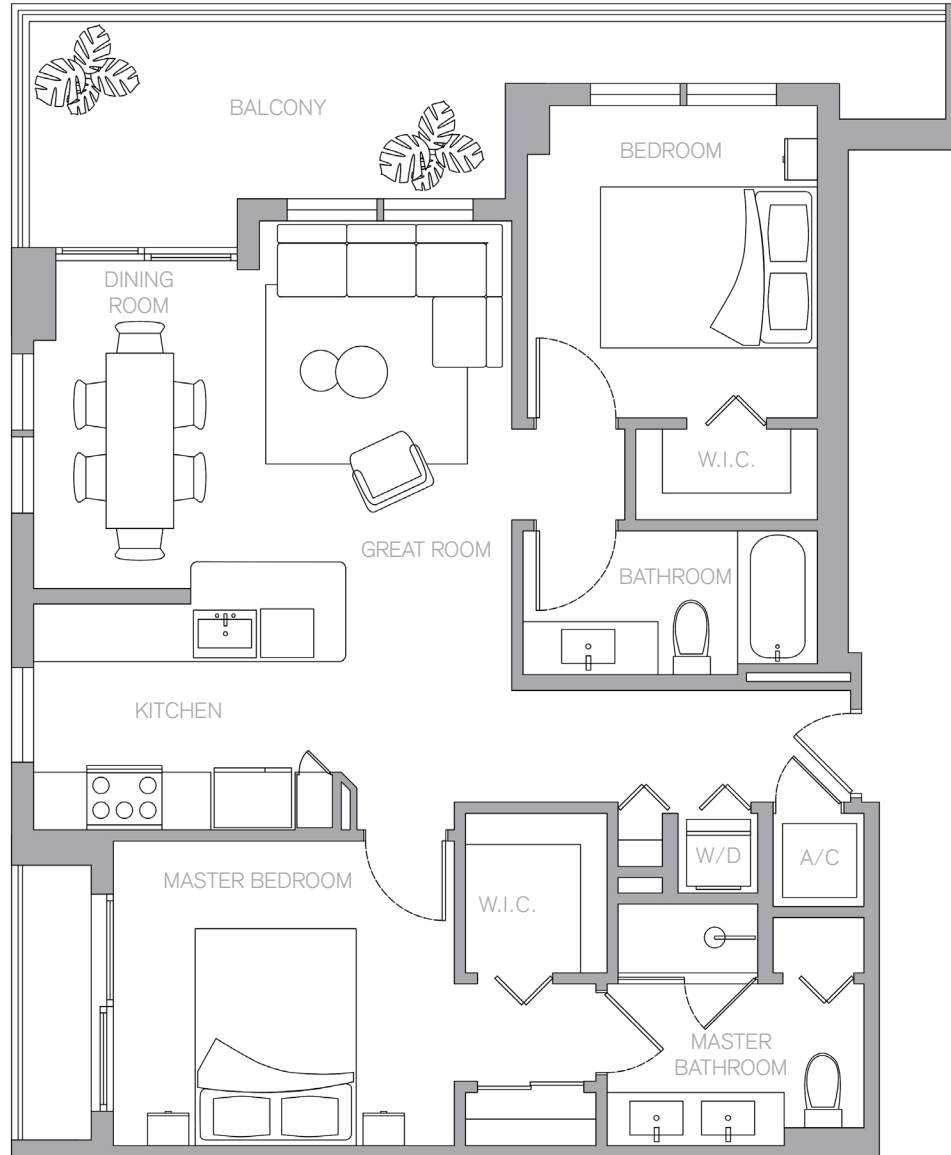 BALCONY
BEDROOM
DINING
ROOM
W.I.C.
GREAT ROOM
BATHROOM
KITCHEN
W/D
A/C
MASTER BEDROOM
W.I.C.
MASTER
BATHROOM